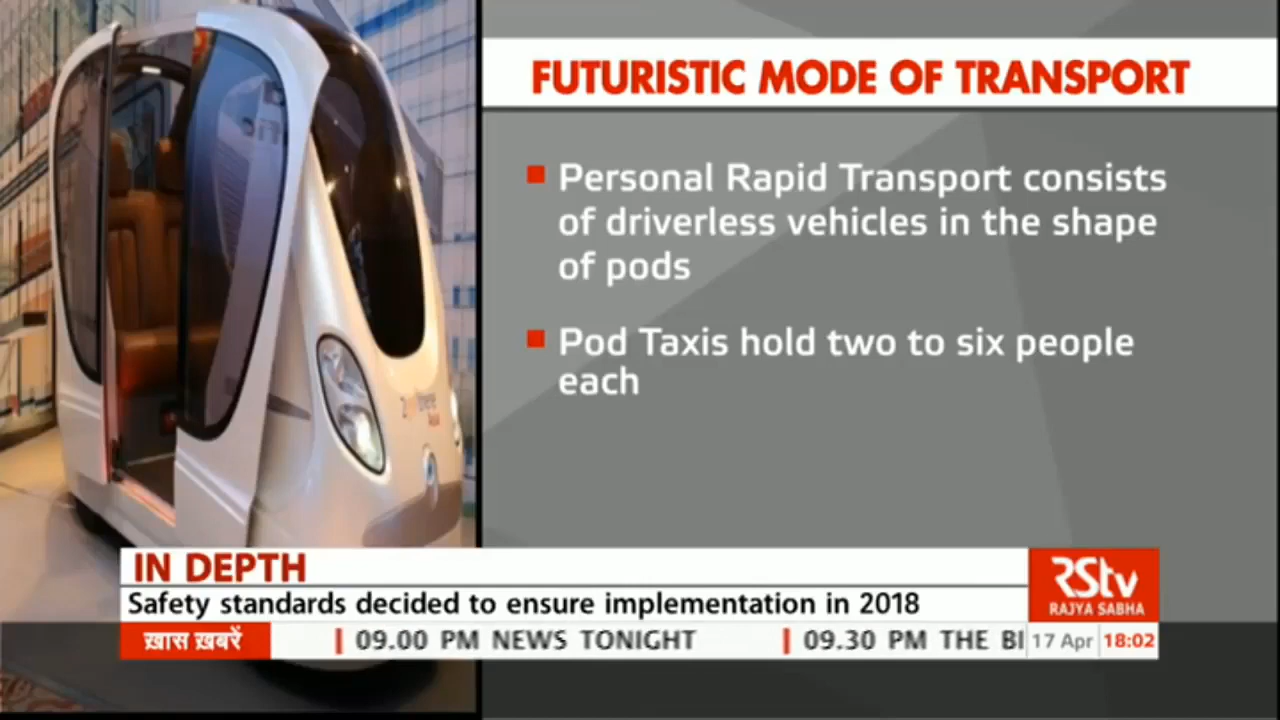 FUTURISTIC MODE OF TRANSPORT
Personal Rapid Transport consists
of driverless vehicles in the shape
of pods
Pod Taxis hold two to six people
each
IN DEPTH
Safety standards decided to ensure implementation in 2018
RStv
RAJYA SABHA
ख़ास ख़बरें
09.00 PM NEWS TONIGHT
09.30 PM THE BI
17 Apr
18:02